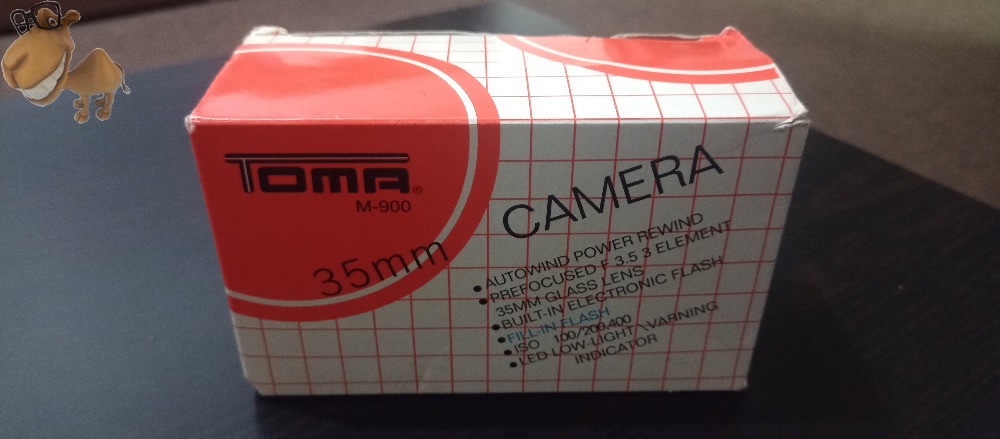 TOMA®
M-900
35mm
CAMERA
• AUTOWIND POWER REWIND
• PREFOCUSED F 3.5 3 ELEMENT
35MM GLASS LENS
• BUILT-IN ELECTRONIC FLASH
• FILL-IN FLASH
• ISO 100/200,400
• LED LOW-LIGHT WARNING
INDICATOR